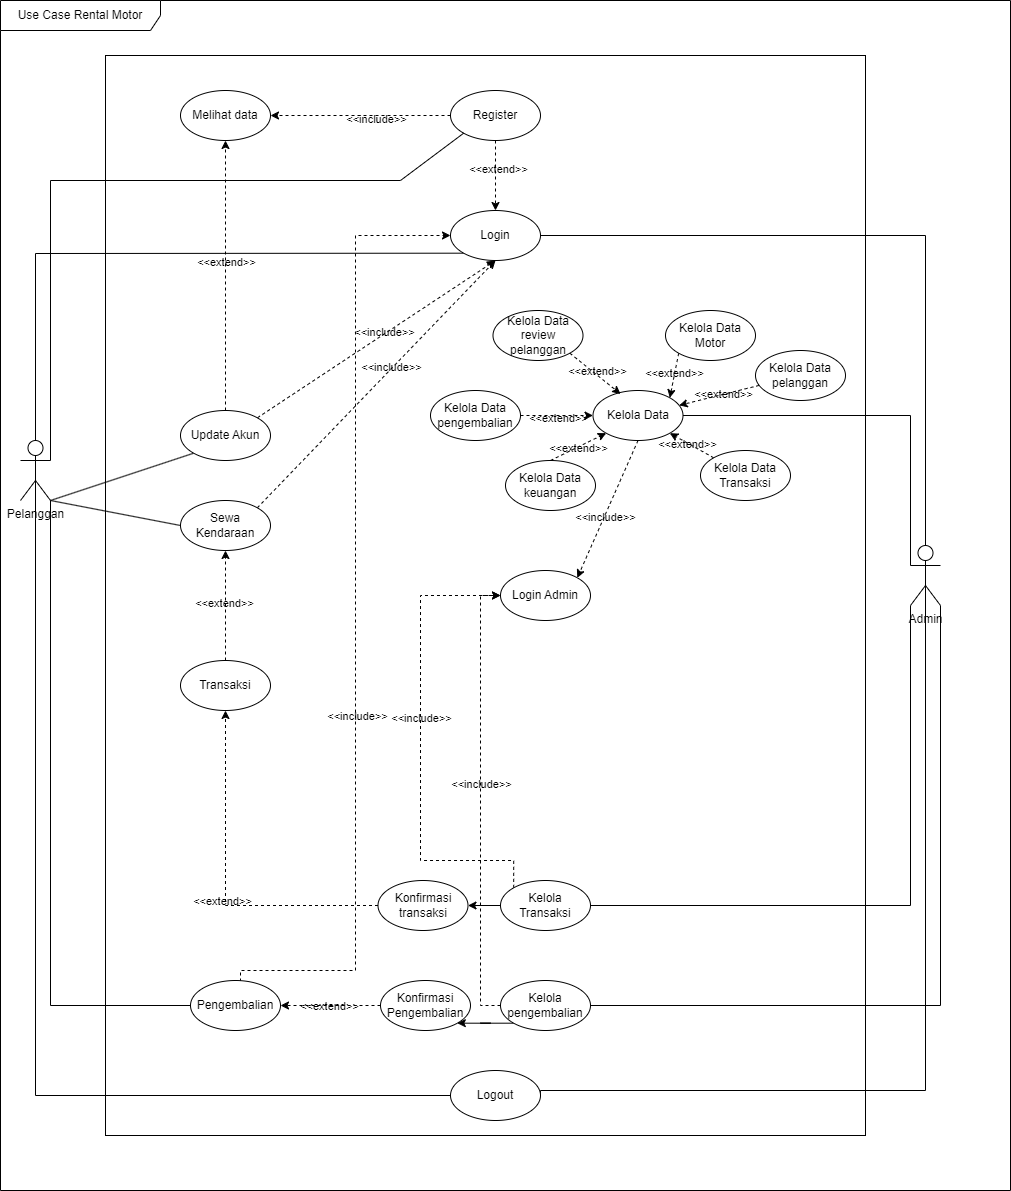 Use Case Rental Motor
Melihat data
<<include>>
Register
<<extend>>
Login
<<extend>>
<<include>>
<<include>>
Kelola Data
review
pelanggan
Kelola Data
Motor
Kelola Data
pelanggan
<<extend>>
<<extend>>
<<extend>>
Kelola Data
pengembalian
<<extend>>
Kelola Data
<<extend>>
<<extend>>
Kelola Data
keuangan
Kelola Data
Transaksi
Update Akun
Pelanggan
Sewa
Kendaraan
<<include>>
<<extend>>
Login Admin
Admin
Transaksi
<<include>>
<<include>>
<<include>>
<<extend>>
Konfirmasi
transaksi
Kelola
Transaksi
Pengembalian
<<extend>>
Konfirmasi
Pengembalian
Kelola
pengembalian
Logout